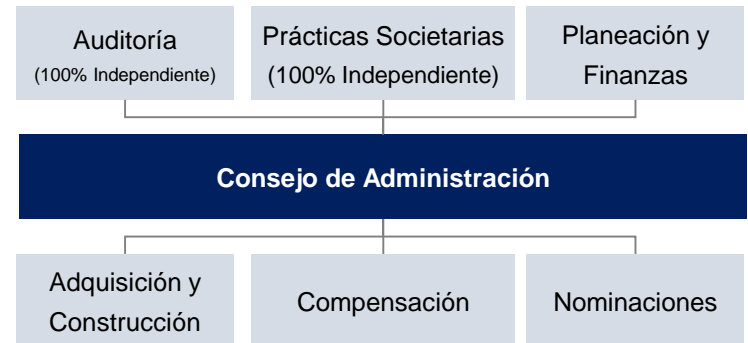 Auditoría
(100% Independiente)
Prácticas Societarias
(100% Independiente)
Planeación y
Finanzas
Consejo de Administración
Adquisición y
Construcción
Compensación
Nominaciones